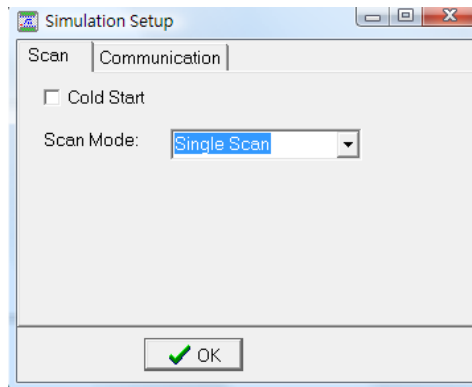 Simulation Setup
Scan Communication
Cold Start
Scan Mode: Single Scan
OK